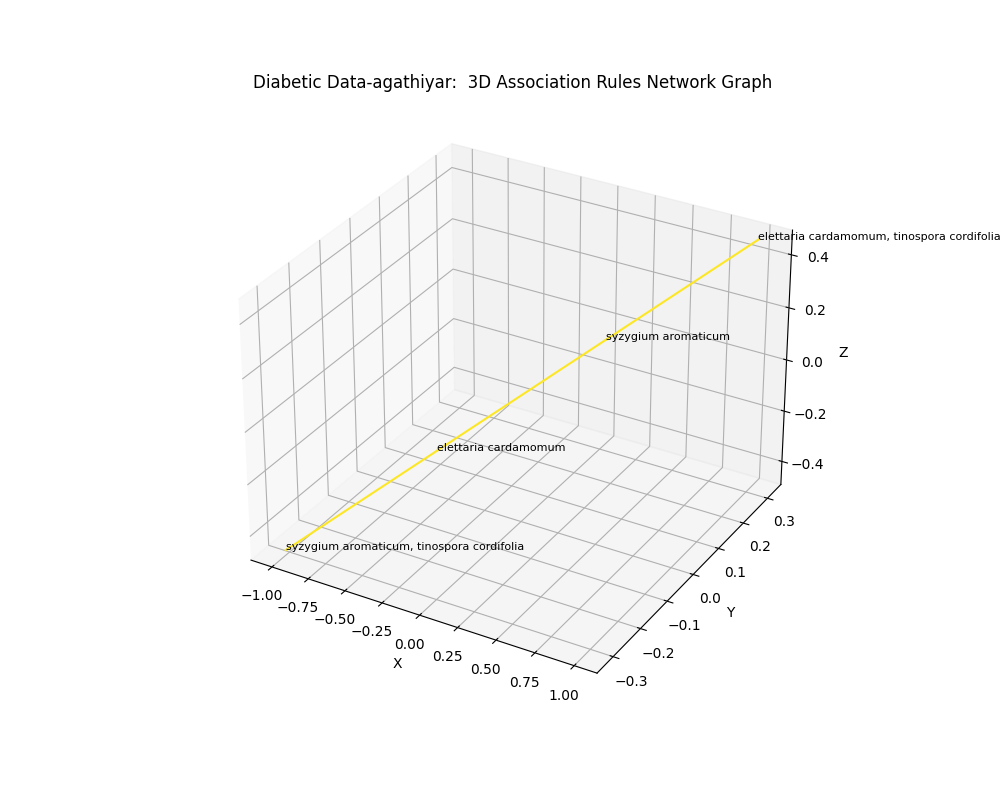 Diabetic Data-agathiyar:  3D Association Rules Network Graph
elettaria cardamomum, tinospora cordifolia
syzygium aromaticum
elettaria cardamomum
syzygium aromaticum, tinospora cordifolia
0.4
0.2
0.0
−0.2
−0.4
Z
0.3
0.2
0.1
0.0
−0.1
−0.2
−0.3
Y
−1.00
−0.75
−0.50
−0.25
0.00
0.25
0.50
0.75
1.00
X